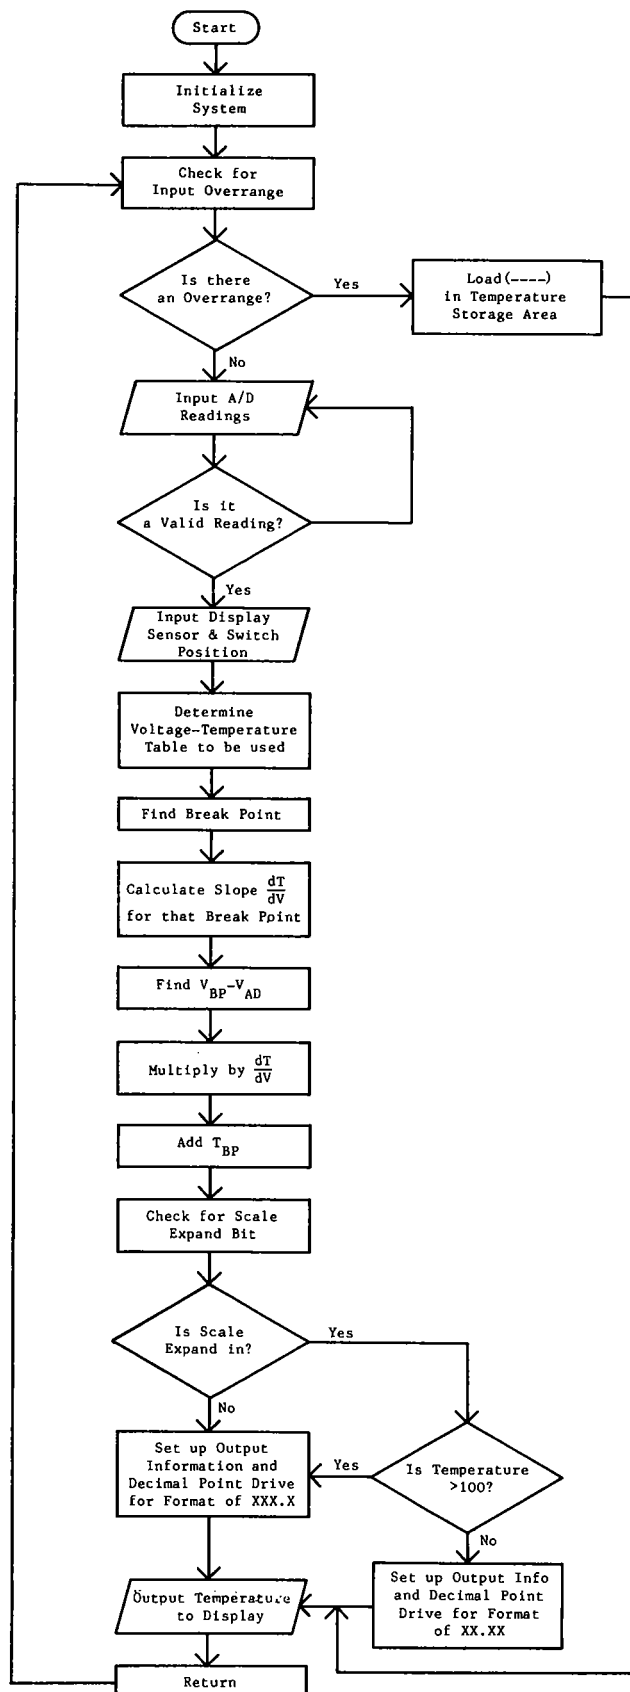 Start
Initialize
System
Check for
Input Overrange
Is there
an Overrange?
Yes
Load(----)
in Temperature
Storage Area
No
Input A/D
Readings
Is it
a Valid Reading?
Yes
Input Display
Sensor & Switch
Position
Determine
Voltage-Temperature
Table to be used
Find Break Point
Calculate Slope dT/dV
for that Break Point
Find VBP-VAD
Multiply by dT/dV
Add TBP
Check for Scale
Expand Bit
Is Scale
Expand in?
Yes
No
Set up Output
Information and
Decimal Point Drive
for Format of XXX.X
Yes
Is Temperature
>100?
No
Set up Output Info
and Decimal Point
Drive for Format
of XX.XX
Output Temperature
to Display
Return